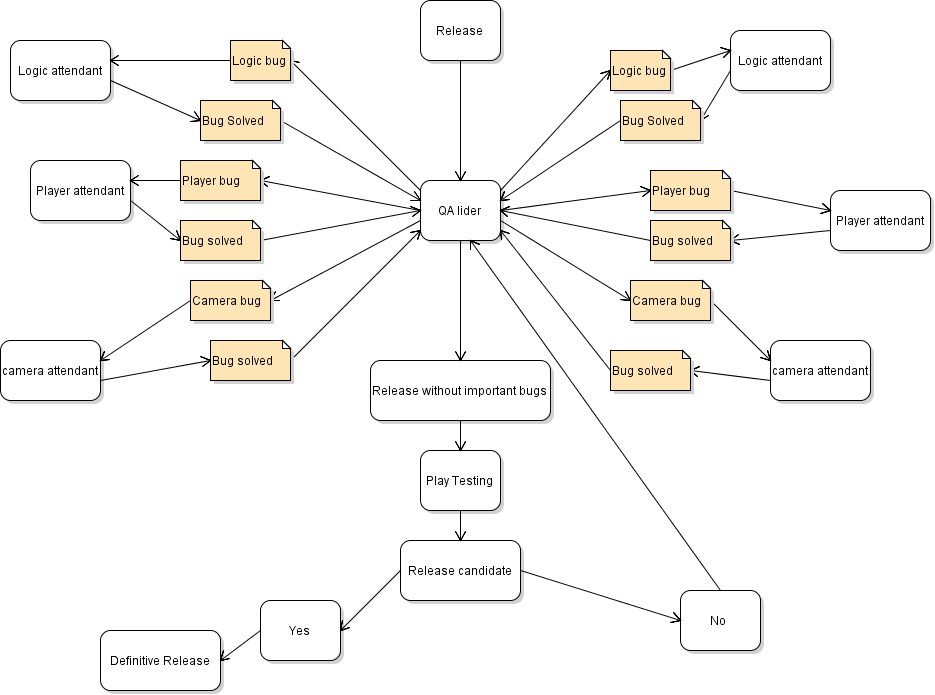 Release
Logic bug
Logic attendant
Bug Solved
Logic bug
Logic attendant
Bug Solved
Player bug
Player attendant
Bug solved
QA lider
Player bug
Player attendant
Bug solved
Camera bug
camera attendant
Bug solved
Camera bug
camera attendant
Bug solved
Release without important bugs
Play Testing
Release candidate
Yes
No
Definitive Release